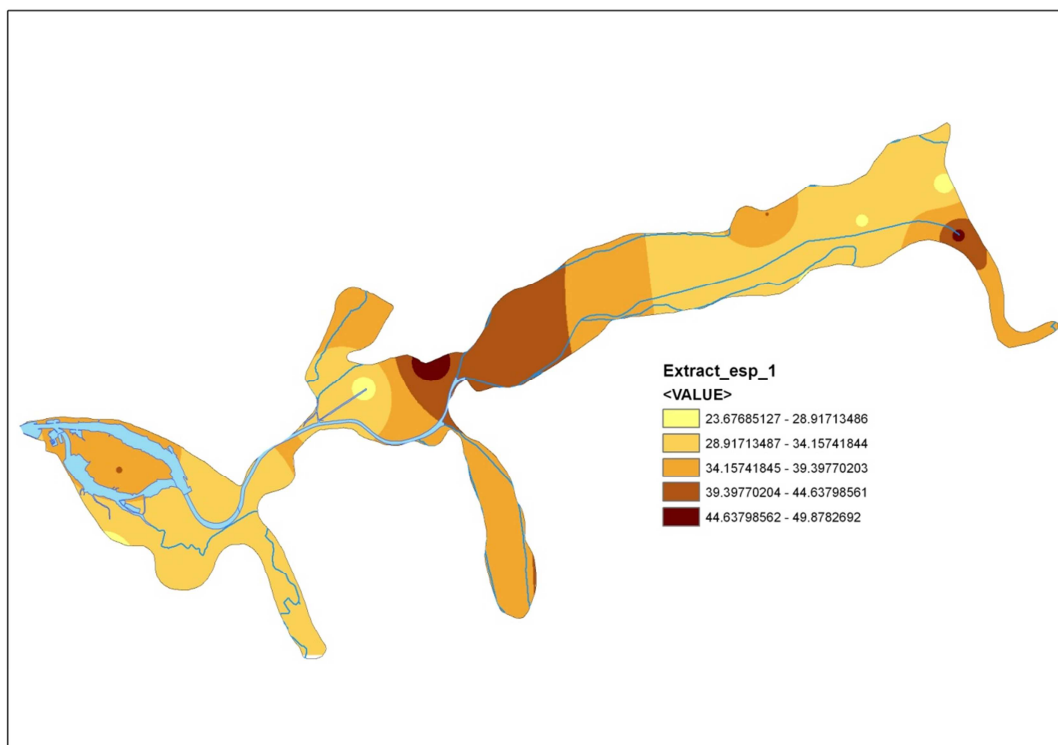 Extract_esp_1
<VALUE>
23.67685127 - 28.91713486
28.91713487 - 34.15741844
34.15741845 - 39.39770203
39.39770204 - 44.63798561
44.63798562 - 49.8782692